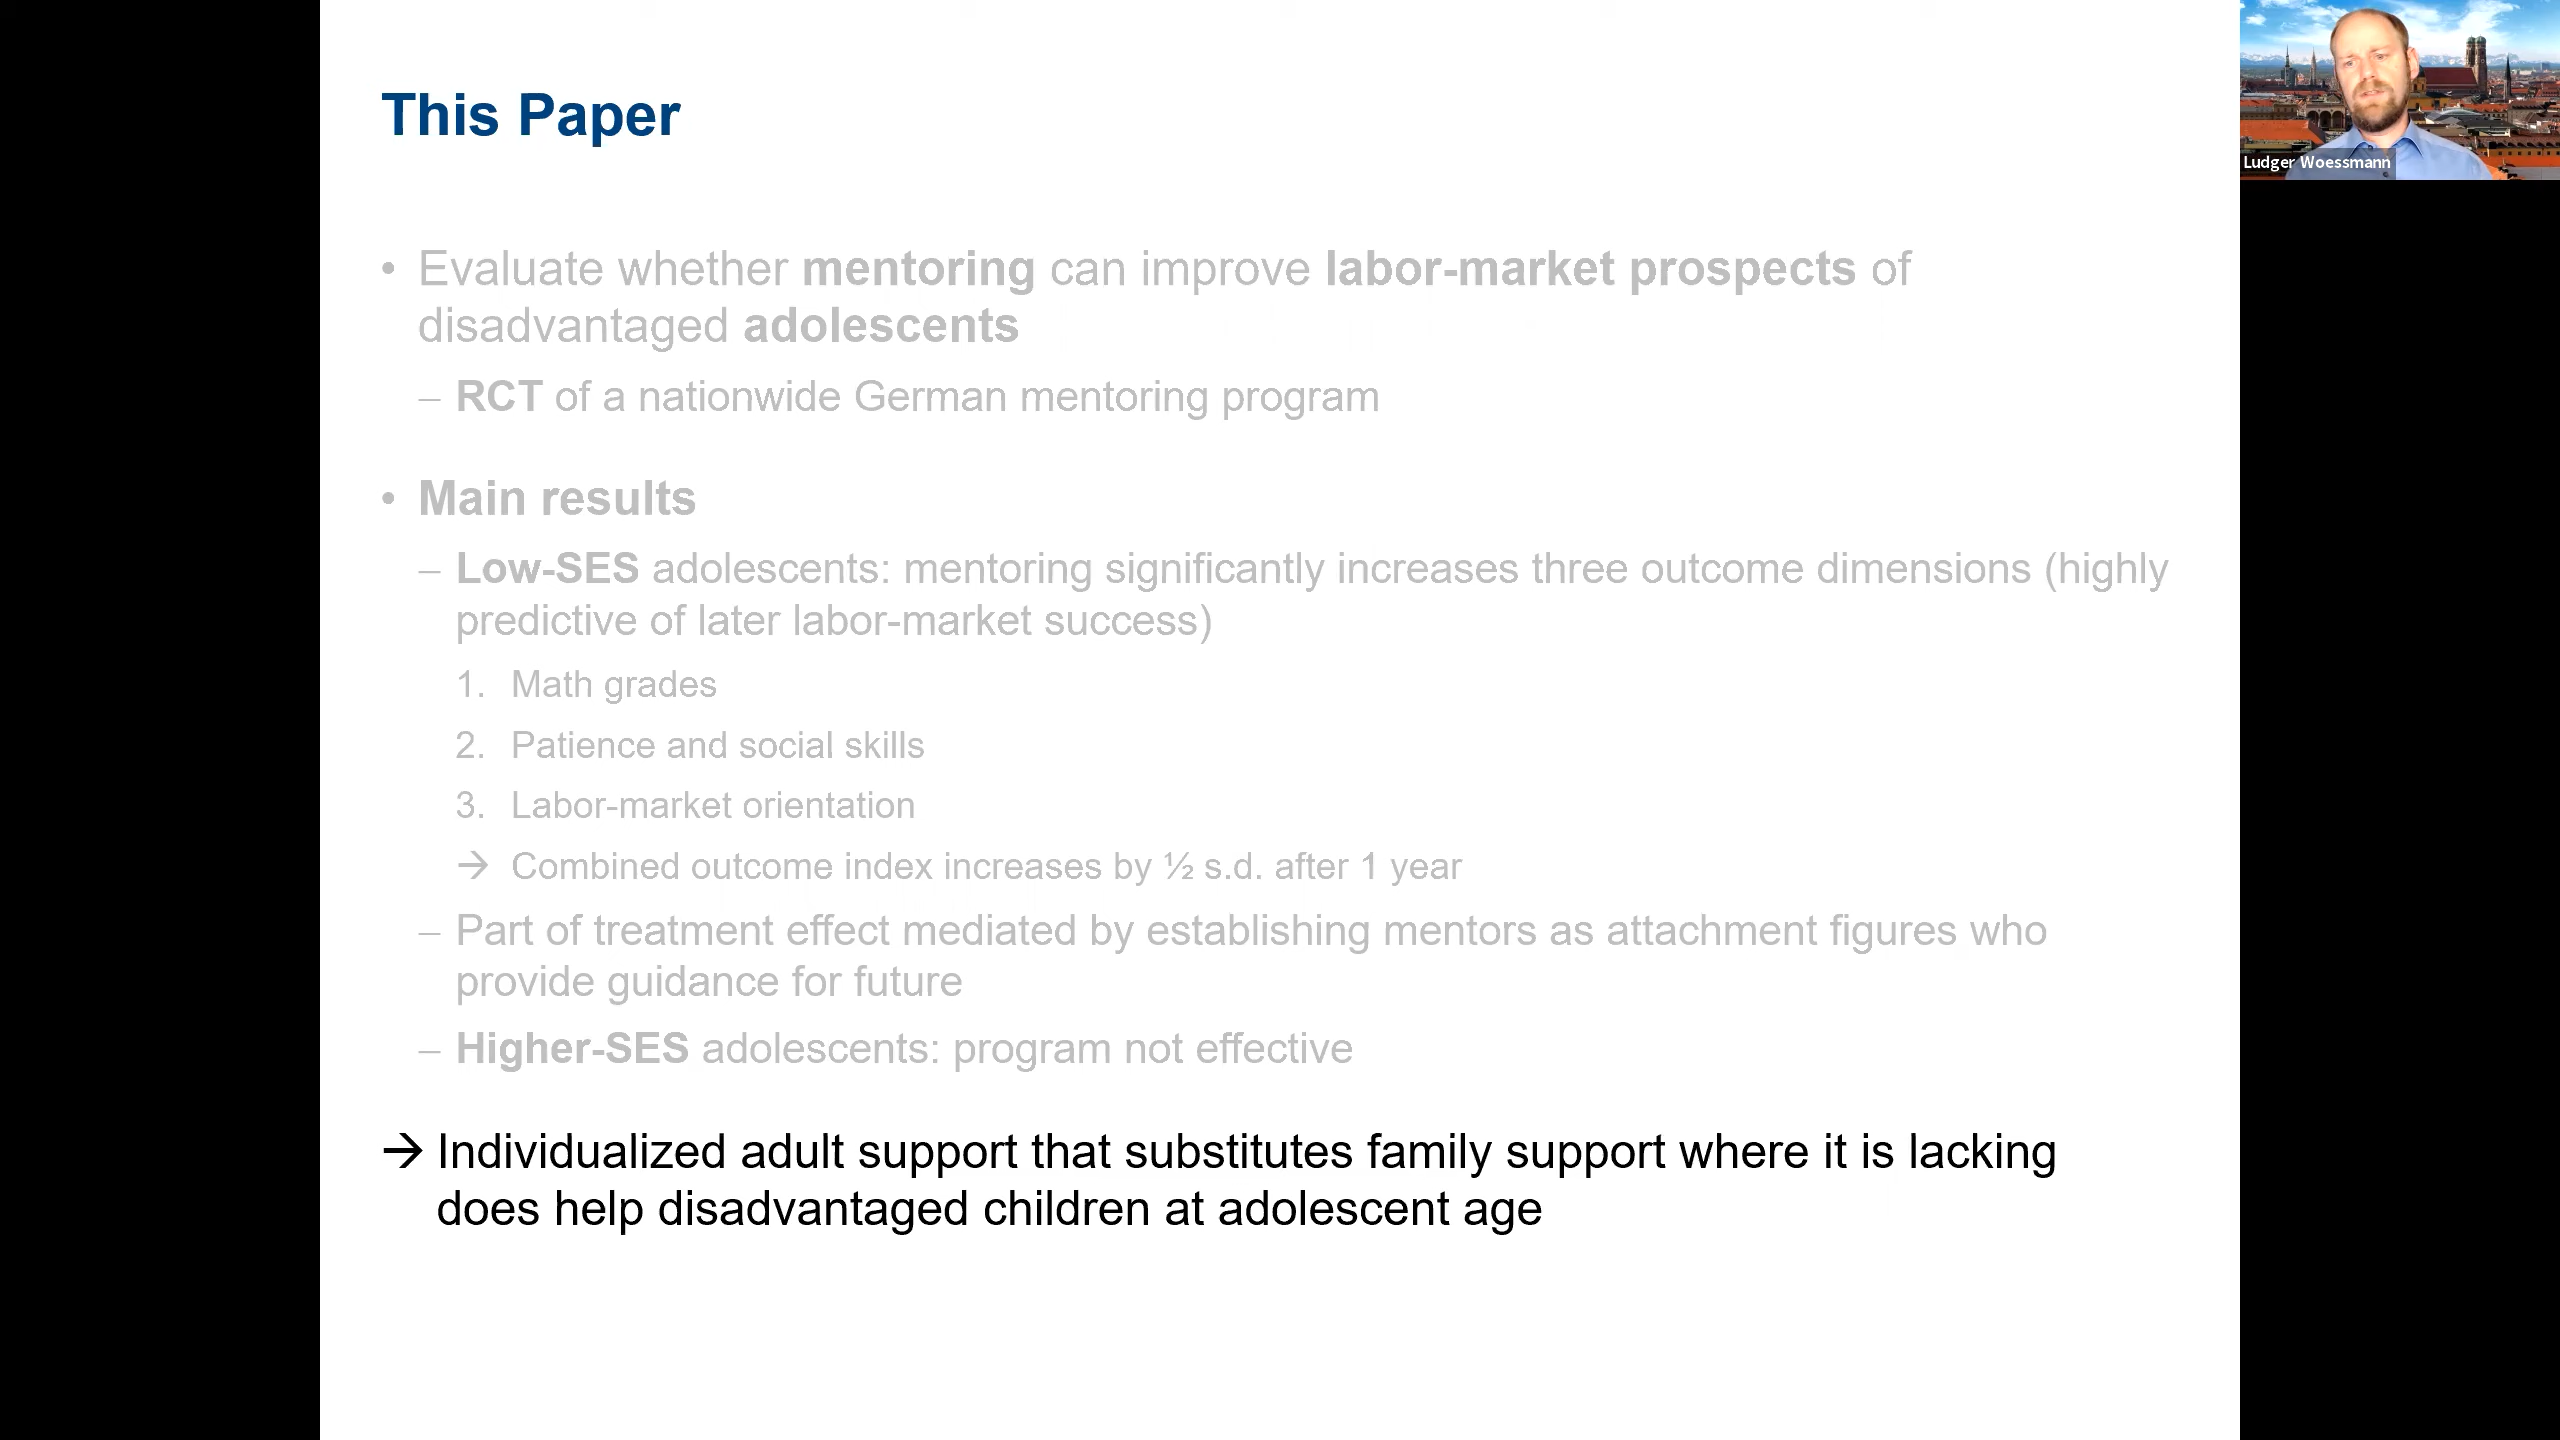 This Paper
Ludger Woessmann
• Evaluate whether mentoring can improve labor-market prospects of
disadvantaged adolescents
– RCT of a nationwide German mentoring program
• Main results
– Low-SES adolescents: mentoring significantly increases three outcome dimensions (highly
predictive of later labor-market success)
1. Math grades
2. Patience and social skills
3. Labor-market orientation
→ Combined outcome index increases by ½ s.d. after 1 year
– Part of treatment effect mediated by establishing mentors as attachment figures who
provide guidance for future
– Higher-SES adolescents: program not effective
→ Individualized adult support that substitutes family support where it is lacking
does help disadvantaged children at adolescent age